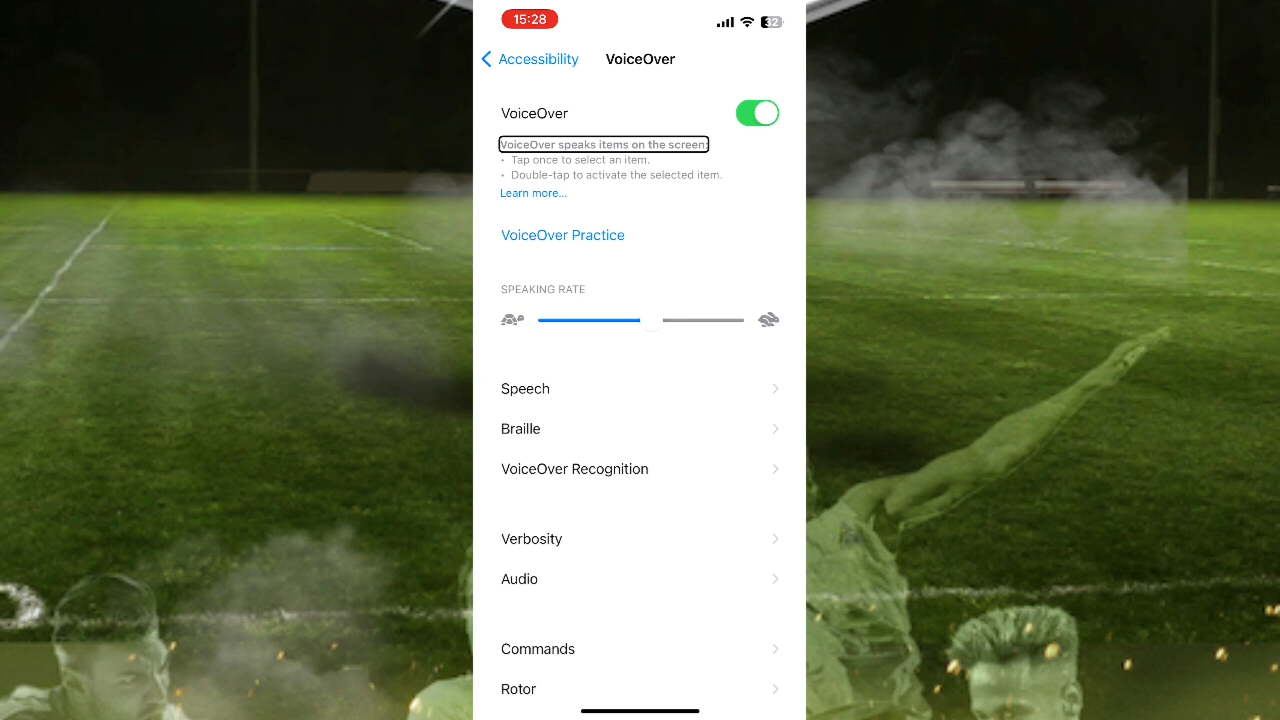 15:28
32
Accessibility
VoiceOver
VoiceOver
VoiceOver speaks items on the screen:
• Tap once to select an item.
• Double-tap to activate the selected item.
Learn more...
VoiceOver Practice
SPEAKING RATE
Speech
Braille
VoiceOver Recognition
Verbosity
Audio
Commands
Rotor